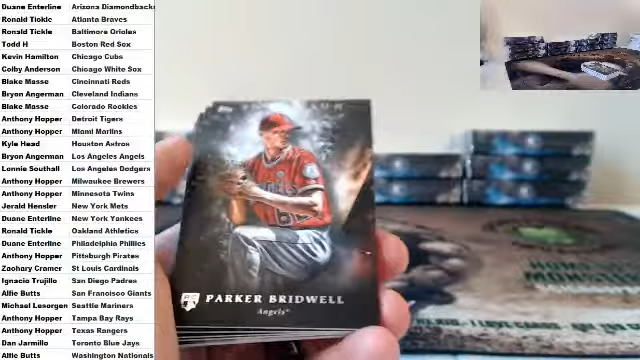 Duane Enterline Arizona Diamondbacks
Ronald Tickle Atlanta Braves
Ronald Tickle Baltimore Orioles
Todd H Boston Red Sox
Kevin Hamilton Chicago Cubs
Colby Anderson Chicago White Sox
Blake Masse Cincinnati Reds
Bryon Angerman Cleveland Indians
Blake Masse Colorado Rockies
Anthony Hopper Detroit Tigers
Anthony Hopper Miami Marlins
Kyle Head Houston Astros
Bryon Angerman Los Angeles Angels
Lonnie Southall Los Angeles Dodgers
Anthony Hopper Milwaukee Brewers
Anthony Hopper Minnesota Twins
Jerald Hensler New York Mets
Duane Enterline New York Yankees
Ronald Tickle Oakland Athletics
Duane Enterline Philadelphia Phillies
Anthony Hopper Pittsburgh Pirates
Zachary Cramer St Louis Cardinals
Ignacio Trujillo San Diego Padres
Alfie Butts San Francisco Giants
Michael Lesorgen Seattle Mariners
Anthony Hopper Tampa Bay Rays
Anthony Hopper Texas Rangers
Dan Jarmillo Toronto Blue Jays
Alfie Butts Washington Nationals
PARKER BRIDWELL
Angels